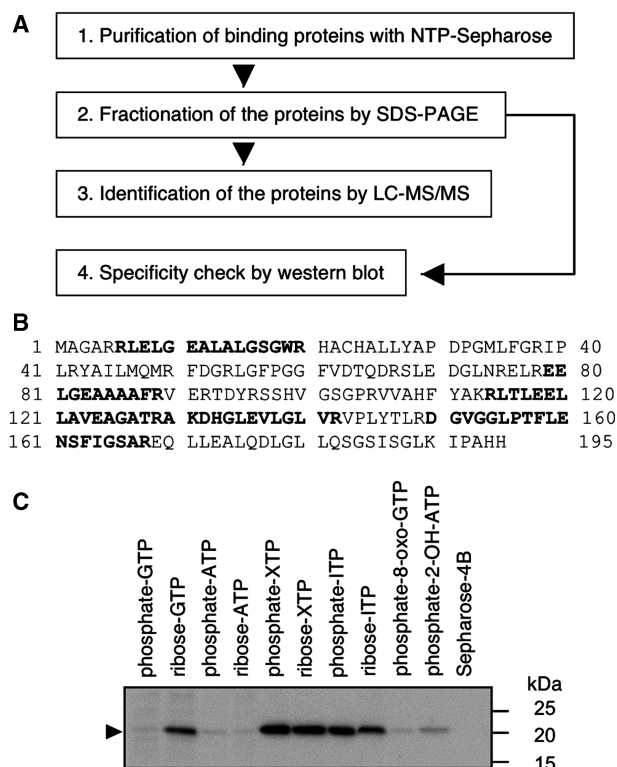 A
1. Purification of binding proteins with NTP-Sepharose
2. Fractionation of the proteins by SDS-PAGE
3. Identification of the proteins by LC-MS/MS
4. Specificity check by western blot
B
1 MAGARRLELG EALALGSGWR HACHALLYAP DPGMLFGRIP 40
41 LRYAILMQMR FDGRLGFPGG FVDTQDRSLE DGLNRELREE 80
81 LGEAAAAFRV ERTDYRSSHV GSGPRVVAHF YAKRLTLEEL 120
121 LAVEAGATRA KDHGLEVLGL VRVPLYTLRD GVGGLPTFLE 160
161 NSFIGSAREQ LLEALQDLGL LQSGSISGLK IPAHH 195
C
phosphate-GTP
ribose-GTP
phosphate-ATP
ribose-ATP
phosphate-XTP
ribose-XTP
phosphate-ITP
ribose-ITP
phosphate-8-oxo-GTP
phosphate-2-OH-ATP
Sepharose-4B
kDa
25
20
15